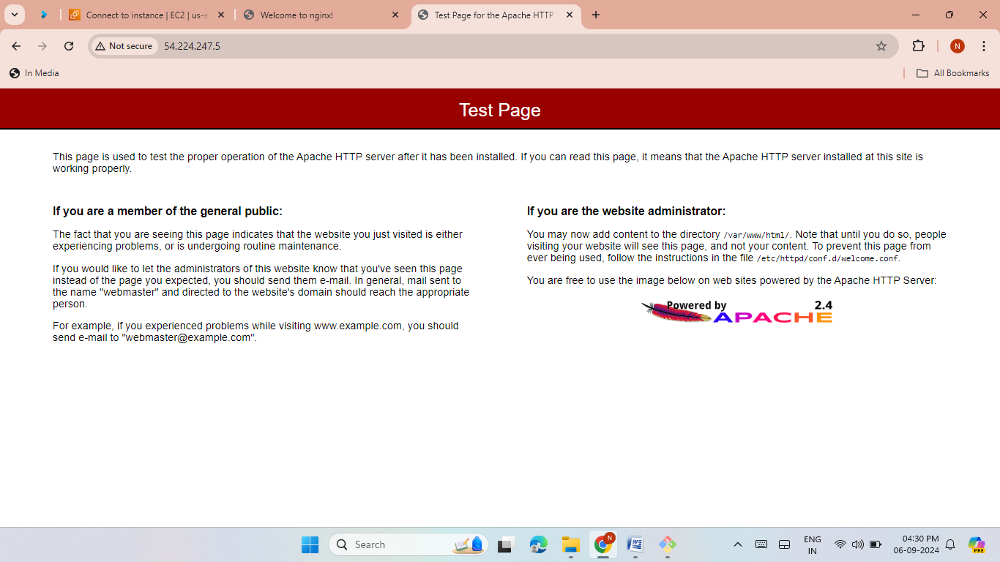 Connect to instance | EC2 | us-e
Welcome to nginx!
Test Page for the Apache HTTP
Not secure
54.224.247.5
N
In Media
All Bookmarks
Test Page
This page is used to test the proper operation of the Apache HTTP server after it has been installed. If you can read this page, it means that the Apache HTTP server installed at this site is
working properly.
If you are a member of the general public:
The fact that you are seeing this page indicates that the website you just visited is either
experiencing problems, or is undergoing routine maintenance.
If you would like to let the administrators of this website know that you've seen this page
instead of the page you expected, you should send them e-mail. In general, mail sent to
the name "webmaster" and directed to the website's domain should reach the appropriate
person.
For example, if you experienced problems while visiting www.example.com, you should
send e-mail to "webmaster@example.com".
If you are the website administrator:
You may now add content to the directory /var/www/html/. Note that until you do so, people
visiting your website will see this page, and not your content. To prevent this page from
ever being used, follow the instructions in the file /etc/httpd/conf.d/welcome.conf.
You are free to use the image below on web sites powered by the Apache HTTP Server:
Powered by 2.4
APACHE
Search
N
ENG
IN
04:30 PM
06-09-2024
PRE